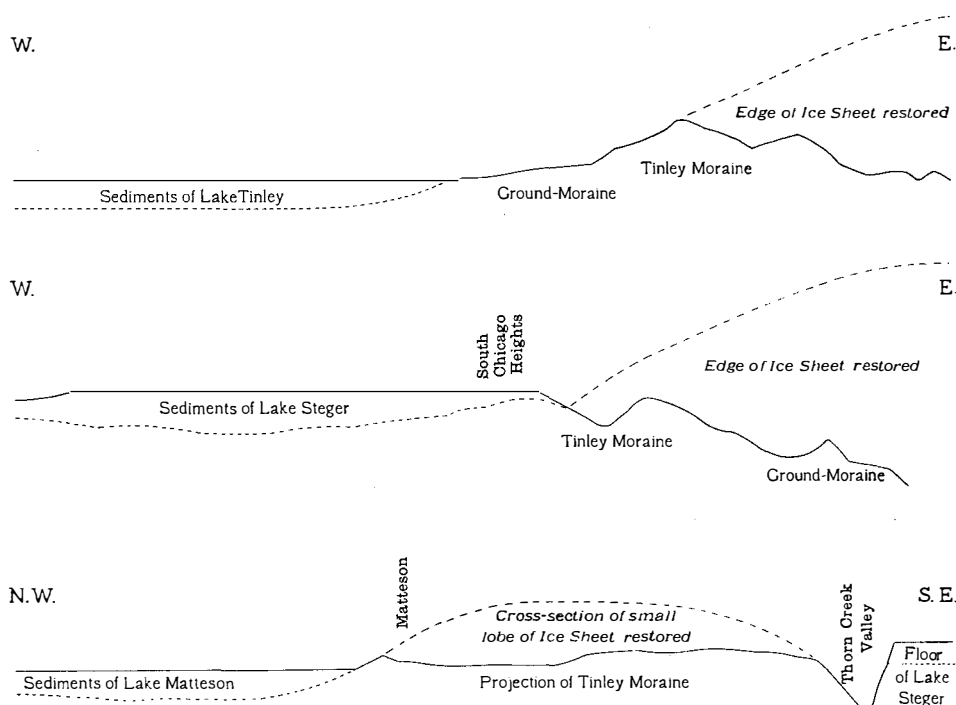 W.
E.
Edge of Ice Sheet restored
Tinley Moraine
Sediments of Lake Tinley
Ground-Moraine
W.
E.
South
Chicago
Heights
Edge of Ice Sheet restored
Sediments of Lake Steger
Tinley Moraine
Ground-Moraine
N.W.
S.E.
Matteson
Cross-section of small
lobe of Ice Sheet restored
Thorn Creek
Valley
Sediments of Lake Matteson
Projection of Tinley Moraine
Floor
of Lake
Steger